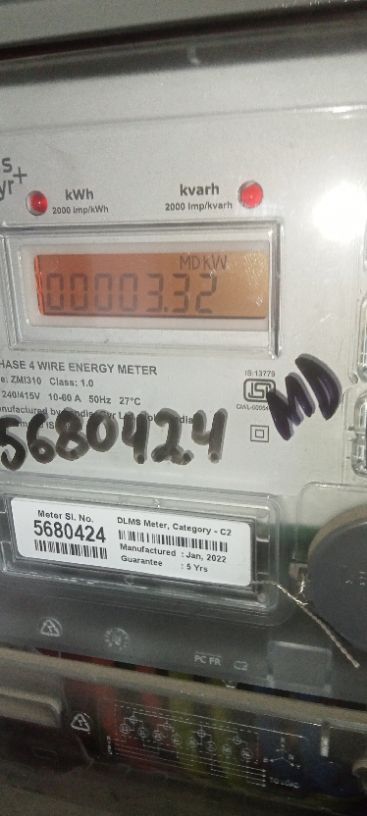 s
yr+
kWh
2000 Imp/kWh
kvarh
2000 Imp/kvarh
MDkW
00003.32
HASE 4 WIRE ENERGY METER
e: ZMI310 Class: 1.0
240/415V 10-60 A 50Hz 27°C
IS:13779
MD
5680424
Meter Sl. No.
5680424
DLMS Meter, Category - C2
Manufactured : Jan, 2022
Guarantee : 5 Yrs
PC FR C2